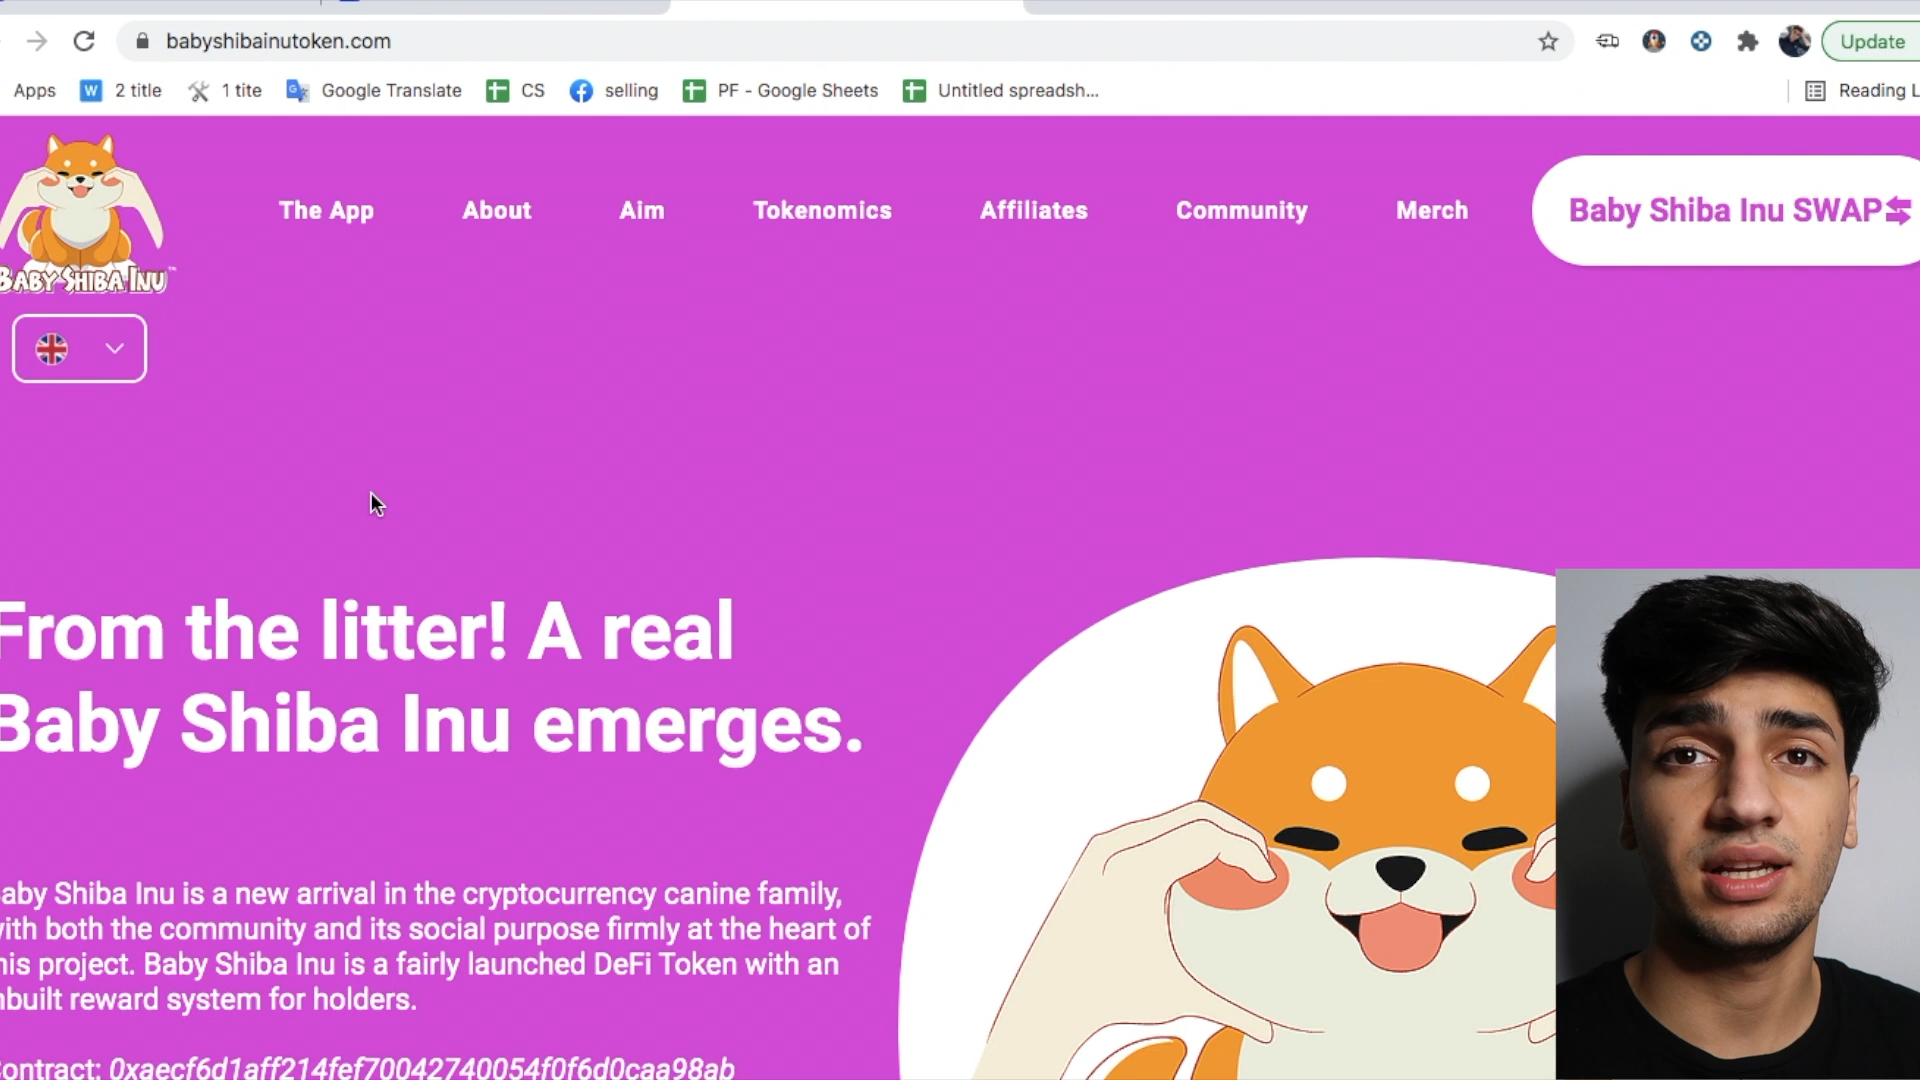 babyshibainutoken.com
Update
Apps
2 title
1 tite
Google Translate
CS
selling
PF - Google Sheets
Untitled spreadsh...
Reading L
BABY SHIBA INU™
The App
About
Aim
Tokenomics
Affiliates
Community
Merch
Baby Shiba Inu SWAP
From the litter! A real
Baby Shiba Inu emerges.
aby Shiba Inu is a new arrival in the cryptocurrency canine family,
ith both the community and its social purpose firmly at the heart of
his project. Baby Shiba Inu is a fairly launched DeFi Token with an
nbuilt reward system for holders.
ontract: 0xaecf6d1aff214fef70042740054f0f6d0caa98ab